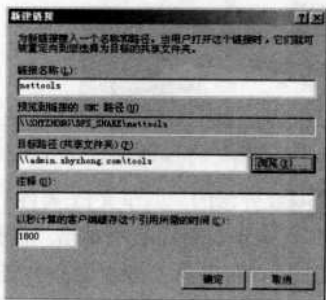 新建链接
为新链接键入一个名称和路径。当用户打开这个链接时，它们就可
被重定向到您选择为目标的共享文件夹。
链接名称(L):
nettools
预览到链接的 UNC 路径(U)
\\SHYZHONG\DFS_SHARE\nettools
目标路径(共享文件夹)(P):
\\admin.shyzhong.com\tools
浏览(B)
注释(M):
以秒计算的客户端缓存这个引用所需的时间(C):
1800
确定
取消